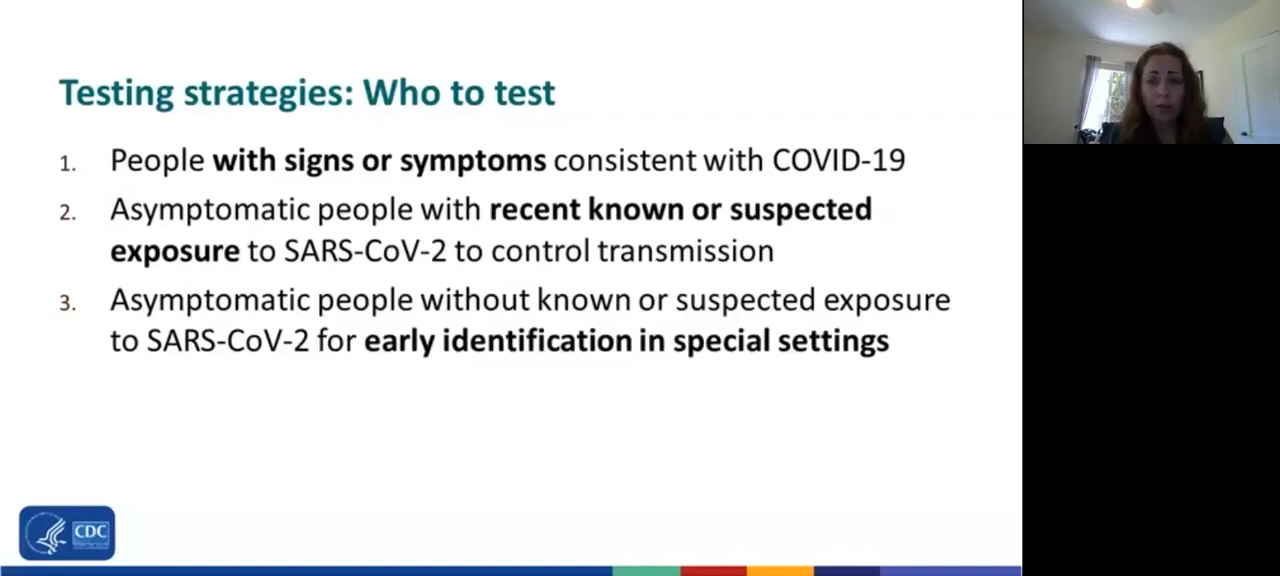 Testing strategies: Who to test
1. People with signs or symptoms consistent with COVID-19
2. Asymptomatic people with recent known or suspected
exposure to SARS-CoV-2 to control transmission
3. Asymptomatic people without known or suspected exposure
to SARS-CoV-2 for early identification in special settings
CDC